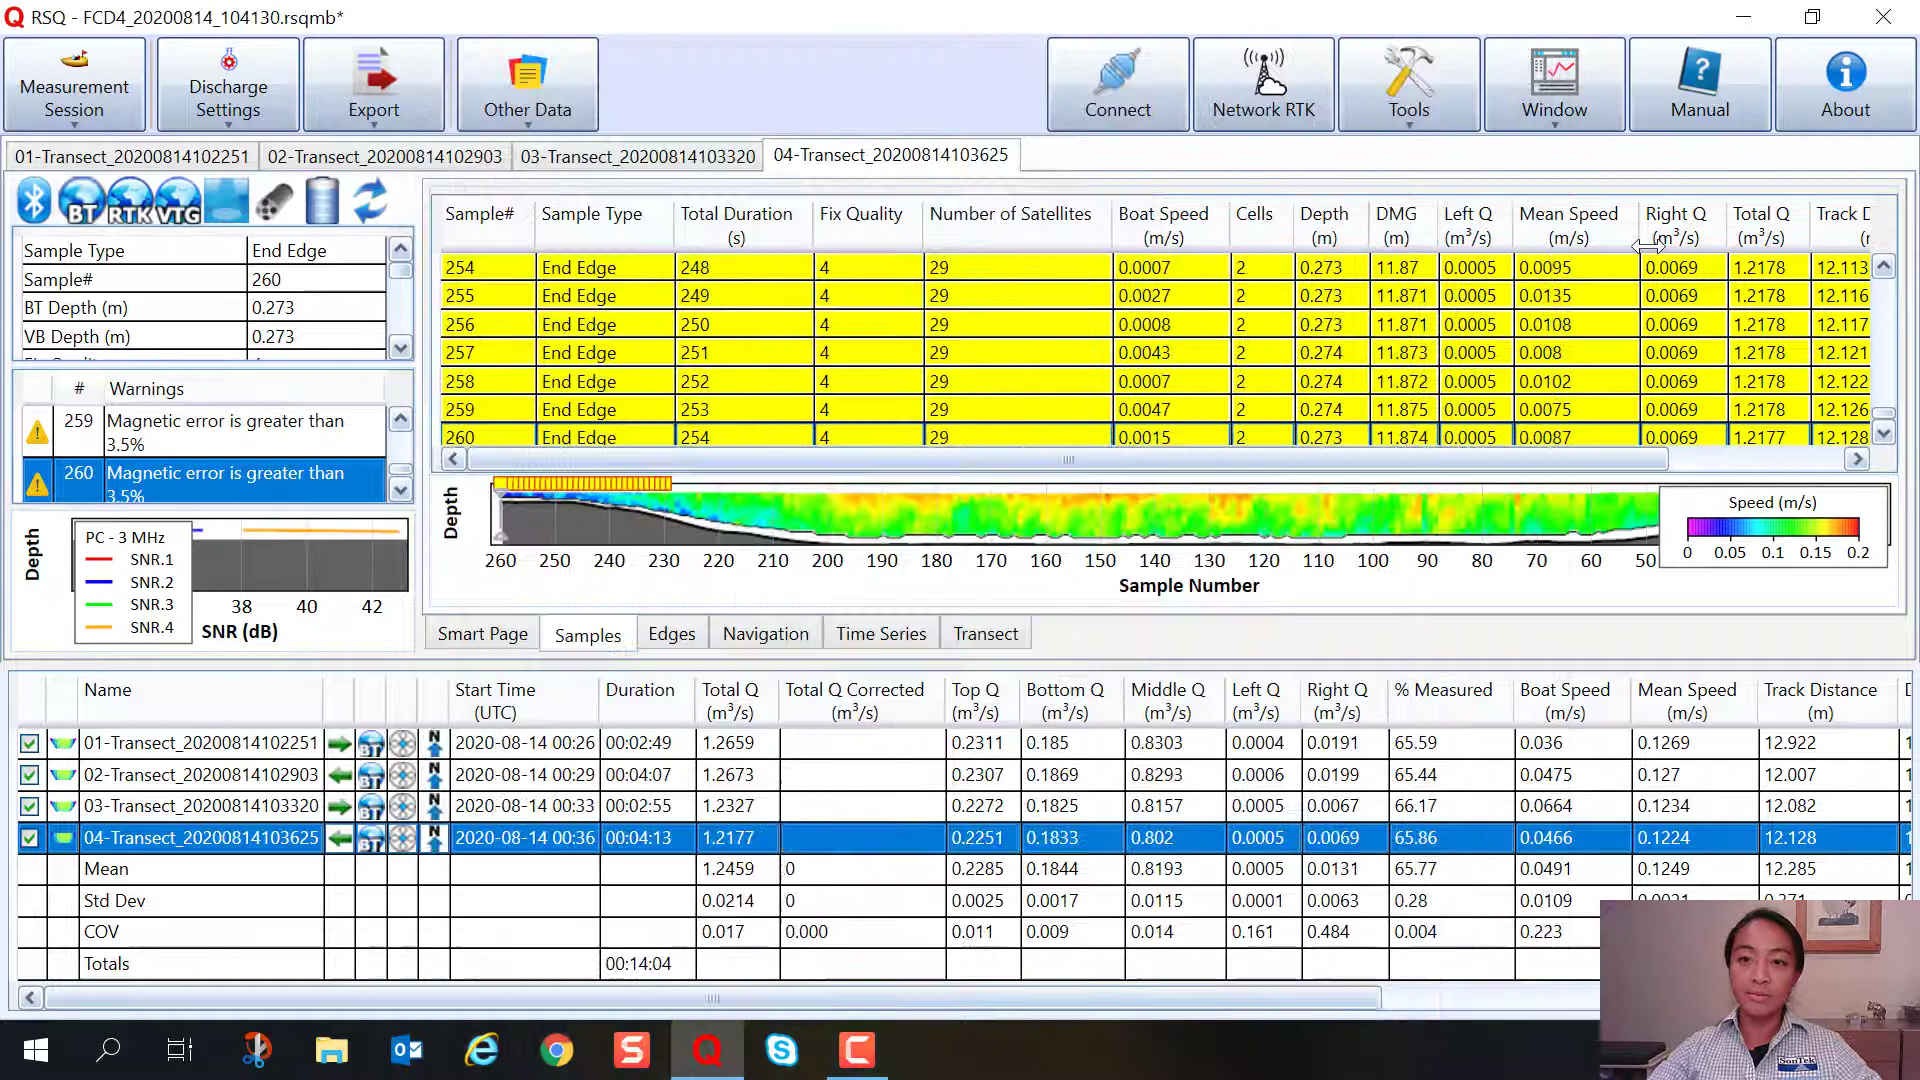 RSQ - FCD4_20200814_104130.rsqmb*
Measurement Session
Discharge Settings
Export
Other Data
Connect
Network RTK
Tools
Window
Manual
About
01-Transect_20200814102251 02-Transect_20200814102903 03-Transect_20200814103320 04-Transect_20200814103625
BT RTK VTG
Sample Type End Edge
Sample# 260
BT Depth (m) 0.273
VB Depth (m) 0.273
# Warnings
259 Magnetic error is greater than 3.5%
260 Magnetic error is greater than 3.5%
Depth
PC - 3 MHz
SNR.1
SNR.2
SNR.3
SNR.4
38 40 42
SNR (dB)
Sample# Sample Type Total Duration (s) Fix Quality Number of Satellites Boat Speed (m/s) Cells Depth (m) DMG (m) Left Q (m³/s) Mean Speed (m/s) Right Q (m³/s) Total Q (m³/s) Track D
254 End Edge 248 4 29 0.0007 2 0.273 11.87 0.0005 0.0095 0.0069 1.2178 12.113
255 End Edge 249 4 29 0.0027 2 0.273 11.871 0.0005 0.0135 0.0069 1.2178 12.116
256 End Edge 250 4 29 0.0008 2 0.273 11.871 0.0005 0.0108 0.0069 1.2178 12.117
257 End Edge 251 4 29 0.0043 2 0.274 11.873 0.0005 0.008 0.0069 1.2178 12.121
258 End Edge 252 4 29 0.0007 2 0.274 11.872 0.0005 0.0102 0.0069 1.2178 12.122
259 End Edge 253 4 29 0.0047 2 0.274 11.875 0.0005 0.0075 0.0069 1.2178 12.126
260 End Edge 254 4 29 0.0015 2 0.273 11.874 0.0005 0.0087 0.0069 1.2177 12.128
Depth
260 250 240 230 220 210 200 190 180 170 160 150 140 130 120 110 100 90 80 70 60 50
Sample Number
Speed (m/s)
0 0.05 0.1 0.15 0.2
Smart Page Samples Edges Navigation Time Series Transect
Name Start Time (UTC) Duration Total Q (m³/s) Total Q Corrected (m³/s) Top Q (m³/s) Bottom Q (m³/s) Middle Q (m³/s) Left Q (m³/s) Right Q (m³/s) % Measured Boat Speed (m/s) Mean Speed (m/s) Track Distance (m)
01-Transect_20200814102251 BT N 2020-08-14 00:26 00:02:49 1.2659 0.2311 0.185 0.8303 0.0004 0.0191 65.59 0.036 0.1269 12.922
02-Transect_20200814102903 BT N 2020-08-14 00:29 00:04:07 1.2673 0.2307 0.1869 0.8293 0.0006 0.0199 65.44 0.0475 0.127 12.007
03-Transect_20200814103320 BT N 2020-08-14 00:33 00:02:55 1.2327 0.2272 0.1825 0.8157 0.0005 0.0067 66.17 0.0664 0.1234 12.082
04-Transect_20200814103625 BT N 2020-08-14 00:36 00:04:13 1.2177 0.2251 0.1833 0.802 0.0005 0.0069 65.86 0.0466 0.1224 12.128
Mean 1.2459 0 0.2285 0.1844 0.8193 0.0005 0.0131 65.77 0.0491 0.1249 12.285
Std Dev 0.0214 0 0.0025 0.0017 0.0115 0.0001 0.0063 0.28 0.0109
COV 0.017 0.000 0.011 0.009 0.014 0.161 0.484 0.004 0.223
Totals 00:14:04
SonTek